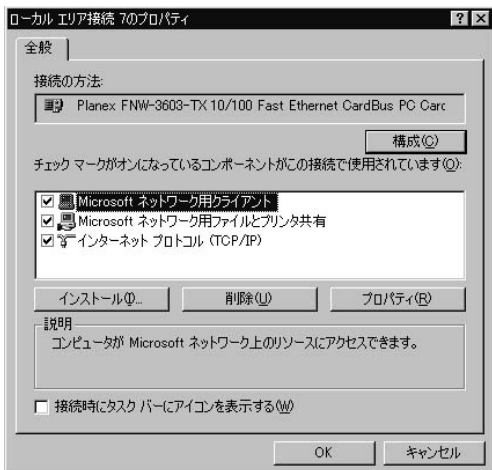 ローカル エリア接続 7のプロパティ
全般
接続の方法:
Planex FNW-3603-TX 10/100 Fast Ethernet CardBus PC Carc
構成(C)
チェック マークがオンになっているコンポーネントがこの接続で使用されています(O):
Microsoft ネットワーク用クライアント
Microsoft ネットワーク用ファイルとプリンタ共有
インターネット プロトコル (TCP/IP)
インストール(I)... 削除(U) プロパティ(R)
説明
コンピュータが Microsoft ネットワーク上のリソースにアクセスできます。
接続時にタスク バーにアイコンを表示する(W)
OK キャンセル